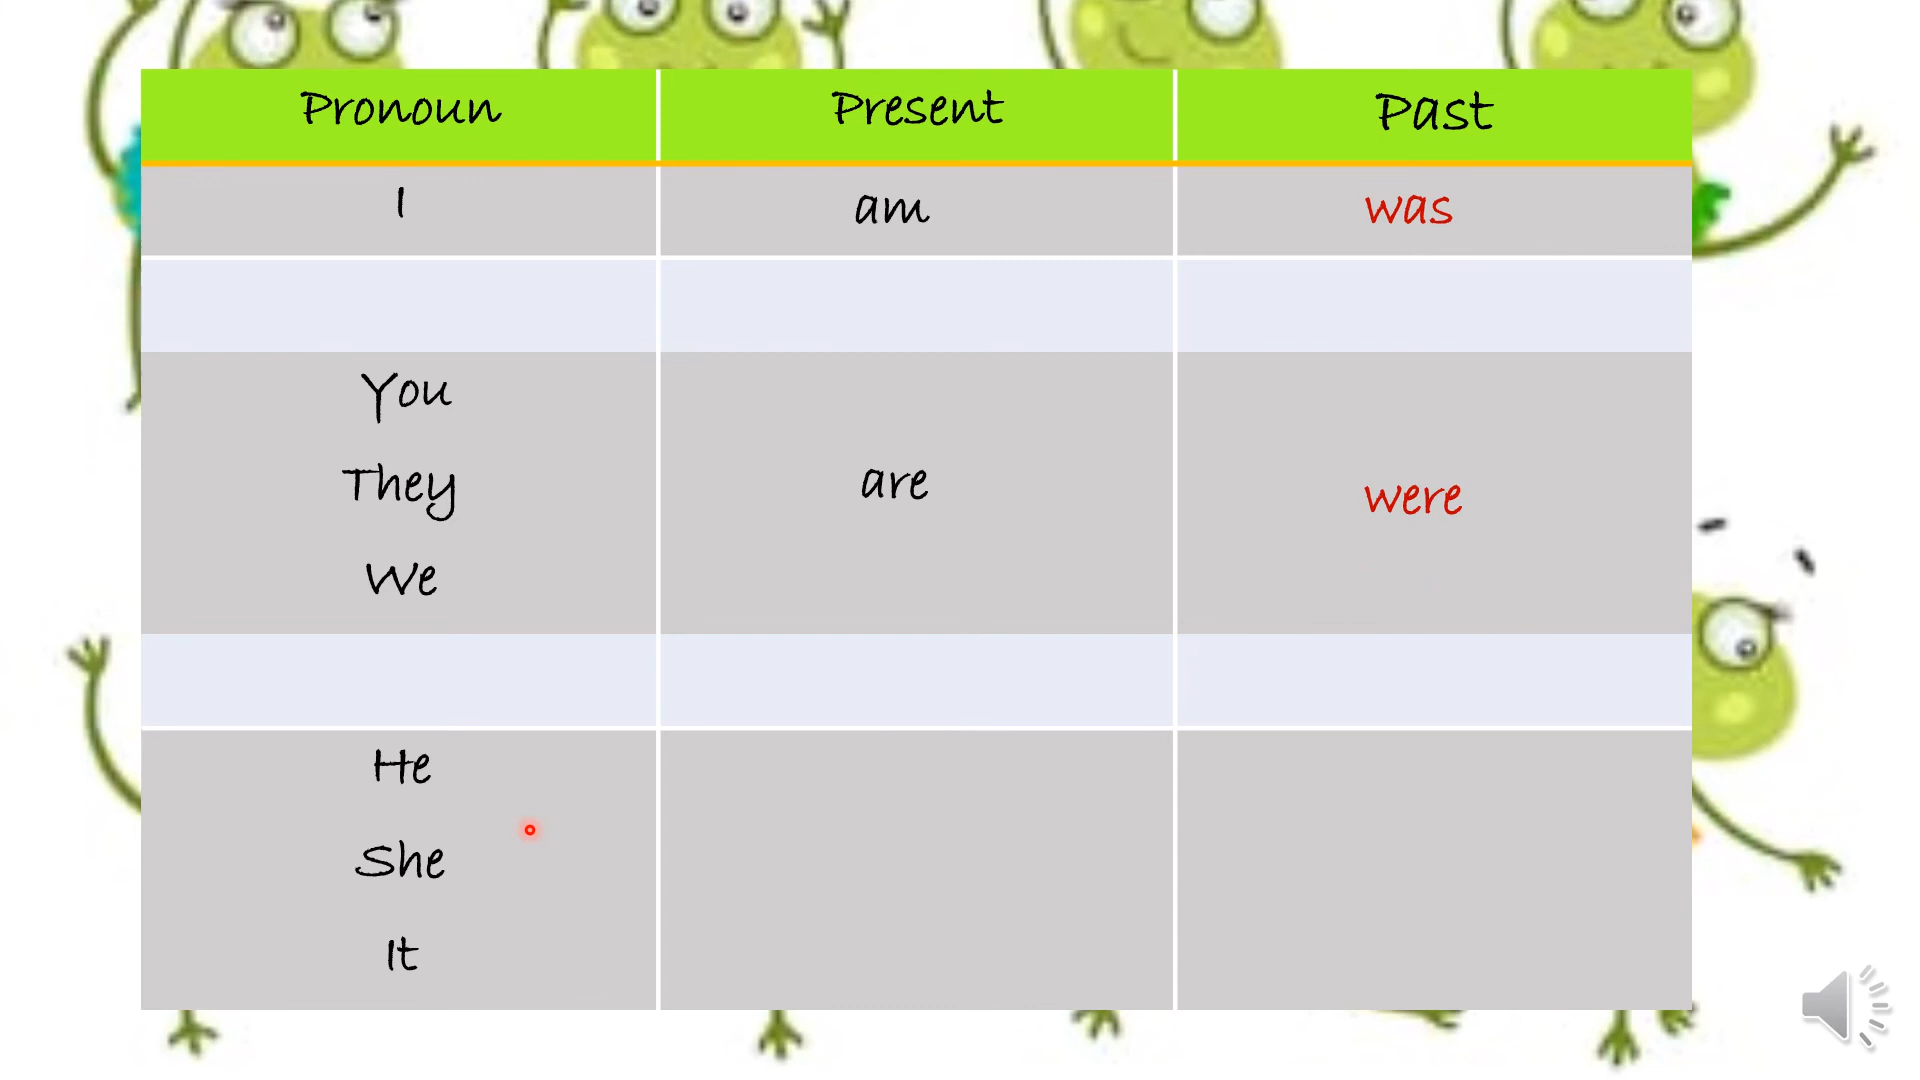 Pronoun Present Past
I am was
You
They are were
We
He
She
It